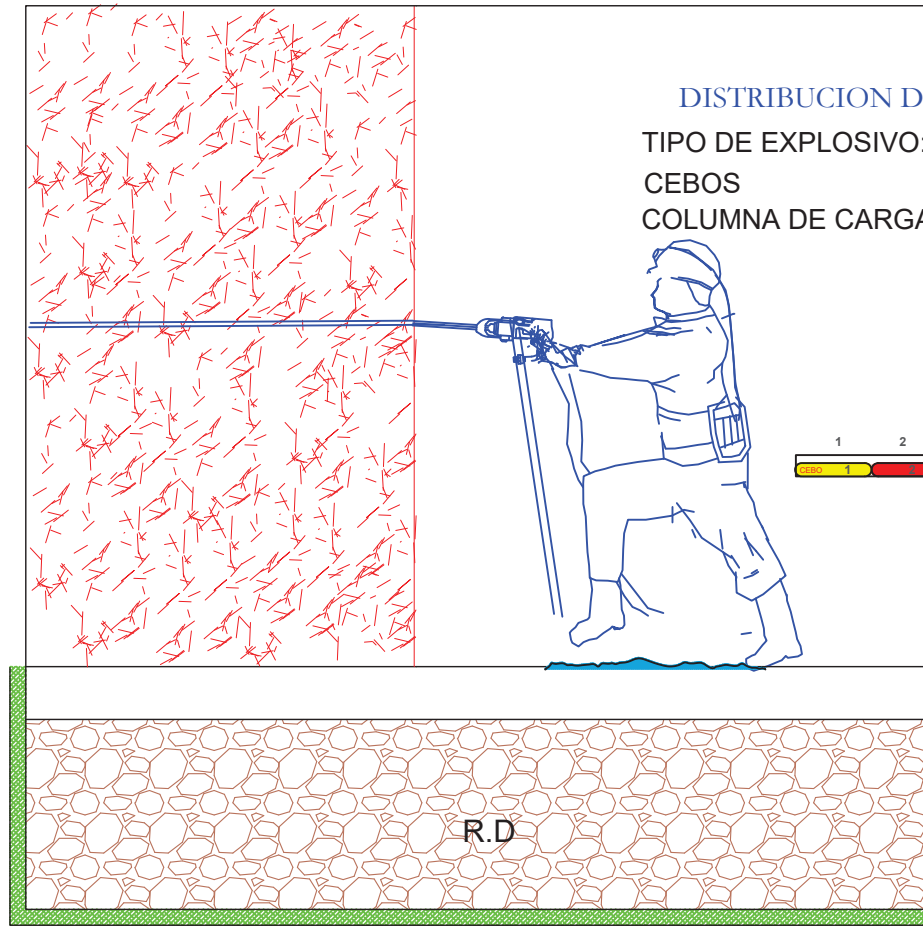 DISTRIBUCION D
TIPO DE EXPLOSIVO:
CEBOS
COLUMNA DE CARGA
1 2
CEBO 1
R.D